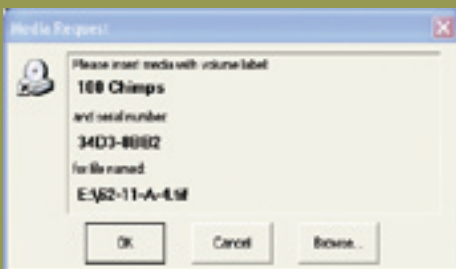 Media Request
Please insert media with volume label:
100 Chimps
and serial number:
34D3-8BB2
for file named:
E:\62-11-A-4.tif
OK
Cancel
Browse...